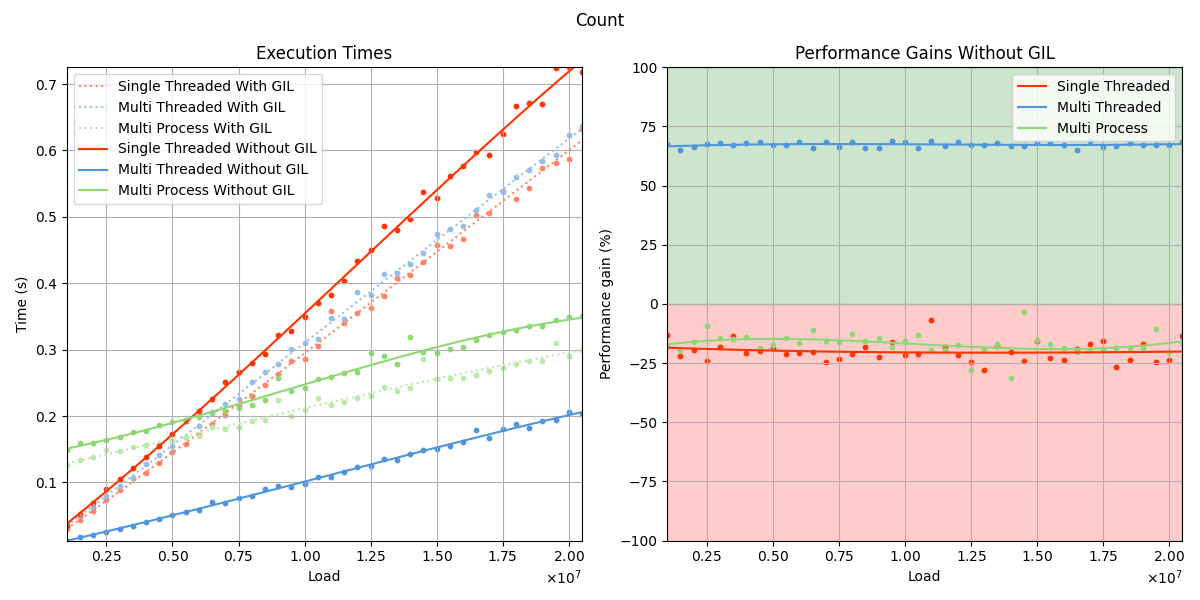 Count
Execution Times
Time (s)
0.7
0.6
0.5
0.4
0.3
0.2
0.1
Single Threaded With GIL
Multi Threaded With GIL
Multi Process With GIL
Single Threaded Without GIL
Multi Threaded Without GIL
Multi Process Without GIL
0.25 0.5 0.75 1.00 1.25 1.50 1.75 2.00
×10⁷
Load
Performance Gains Without GIL
Performance gain (%)
100
75
50
25
0
−25
−50
−75
−100
Single Threaded
Multi Threaded
Multi Process
0.25 0.50 0.75 1.00 1.25 1.50 1.75 2.00
×10⁷
Load